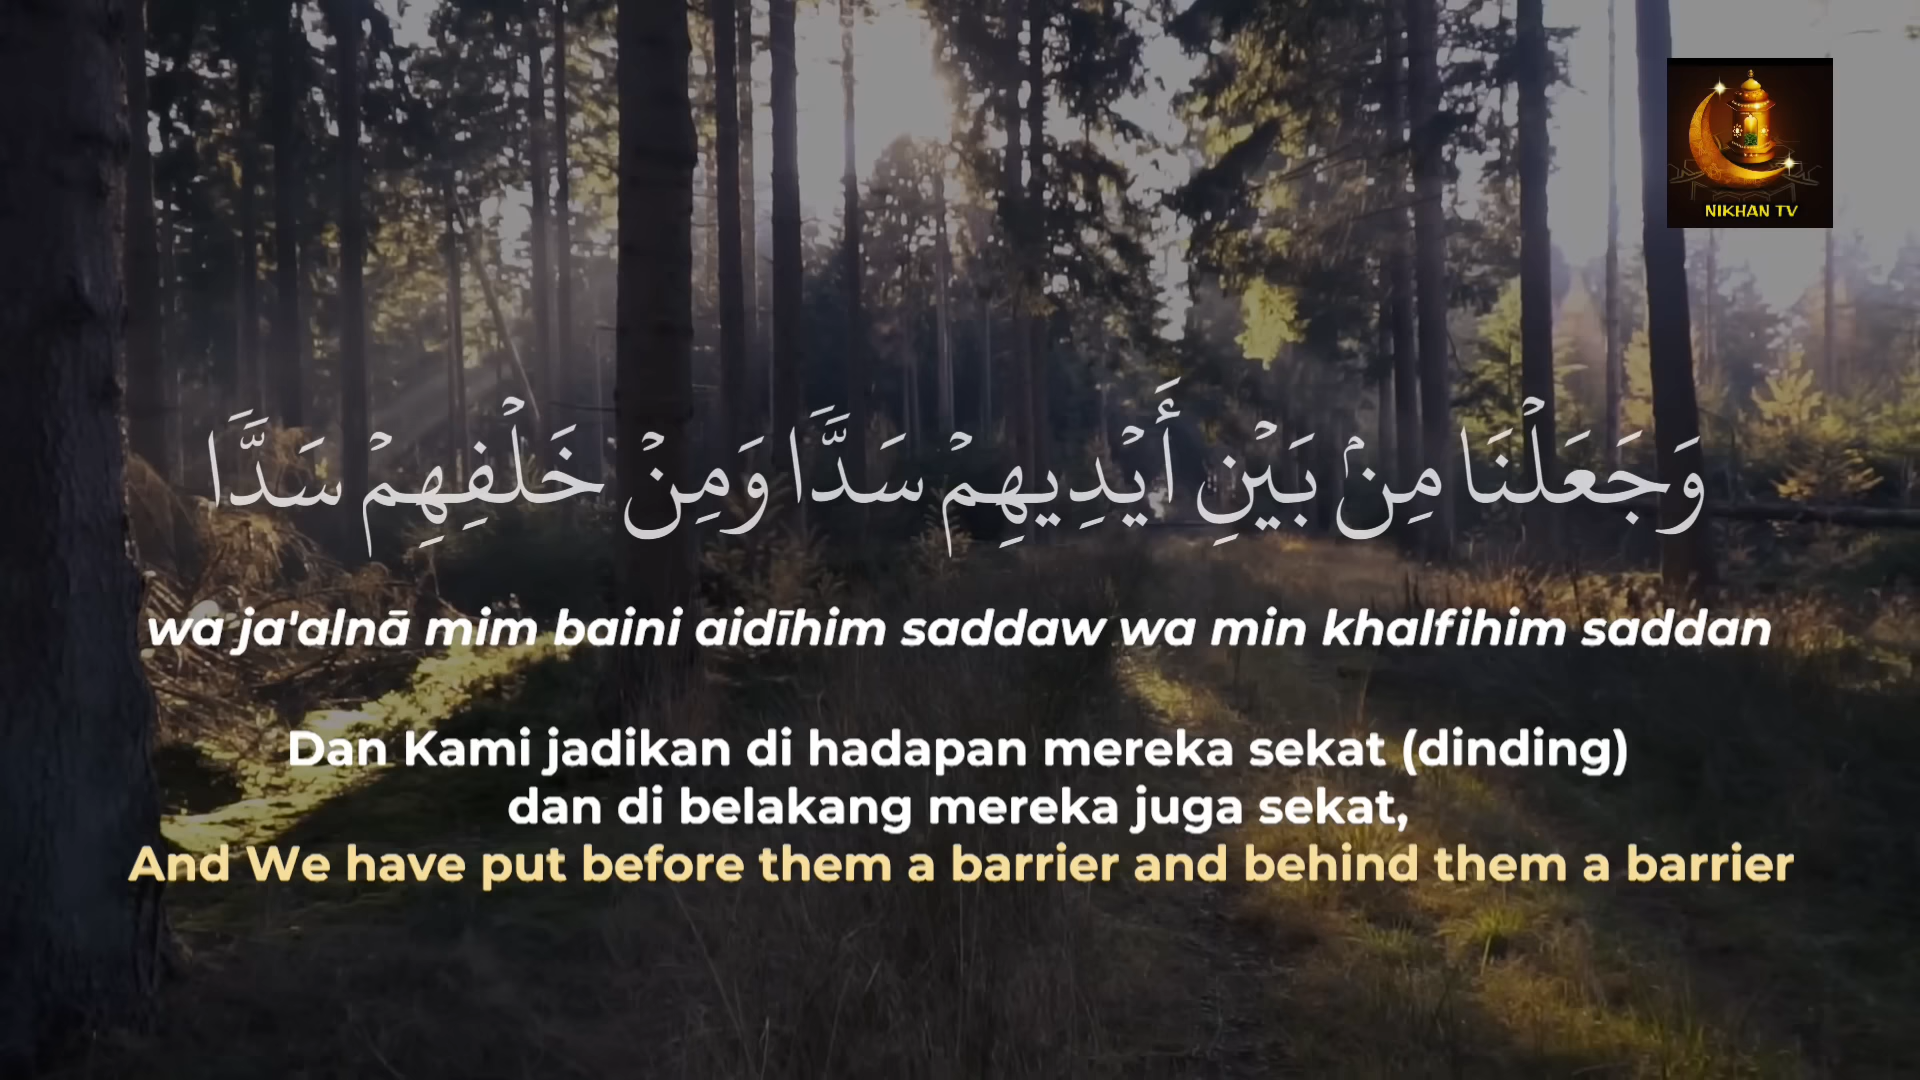 NIKHAN TV
وَجَعَلْنَا مِنۢ بَيْنِ أَيْدِيهِمْ سَدًّا وَمِنْ خَلْفِهِمْ سَدًّا
wa ja'alnā mim baini aidīhim saddaw wa min khalfihim saddan
Dan Kami jadikan di hadapan mereka sekat (dinding)
dan di belakang mereka juga sekat,
And We have put before them a barrier and behind them a barrier